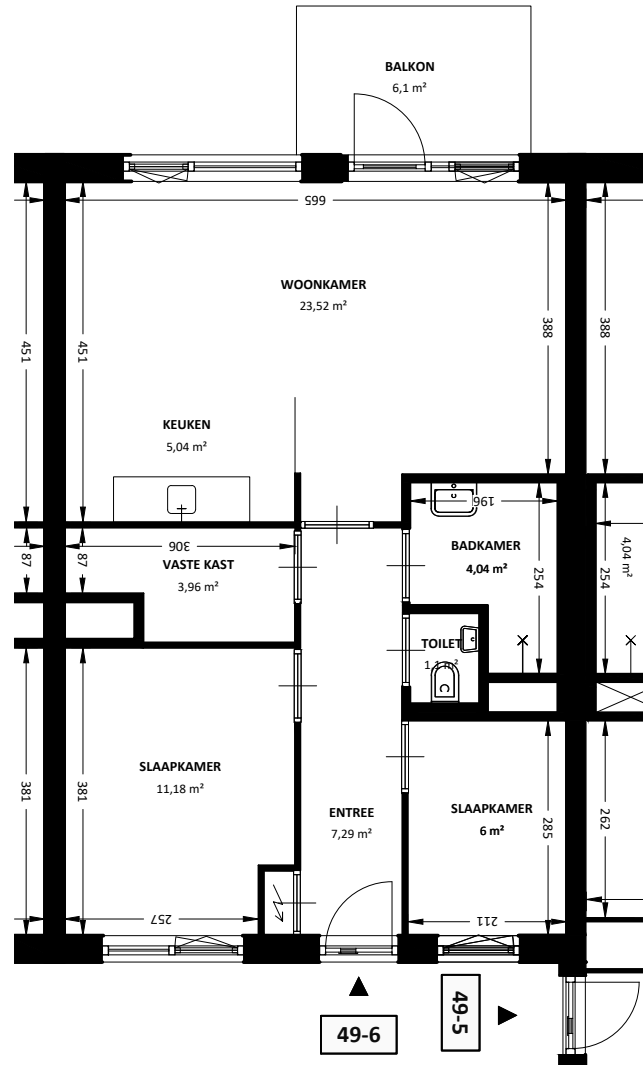 BALKON
6,1 m²
665
WOONKAMER
23,52 m²
451
451
388
388
KEUKEN
5,04 m²
196
306
87
87
VASTE KAST
3,96 m²
BADKAMER
4,04 m²
254
254
4,04 m²
TOILET
1,1 m²
381
381
SLAAPKAMER
11,18 m²
ENTREE
7,29 m²
SLAAPKAMER
6 m²
285
262
257
211
49-6
49-5